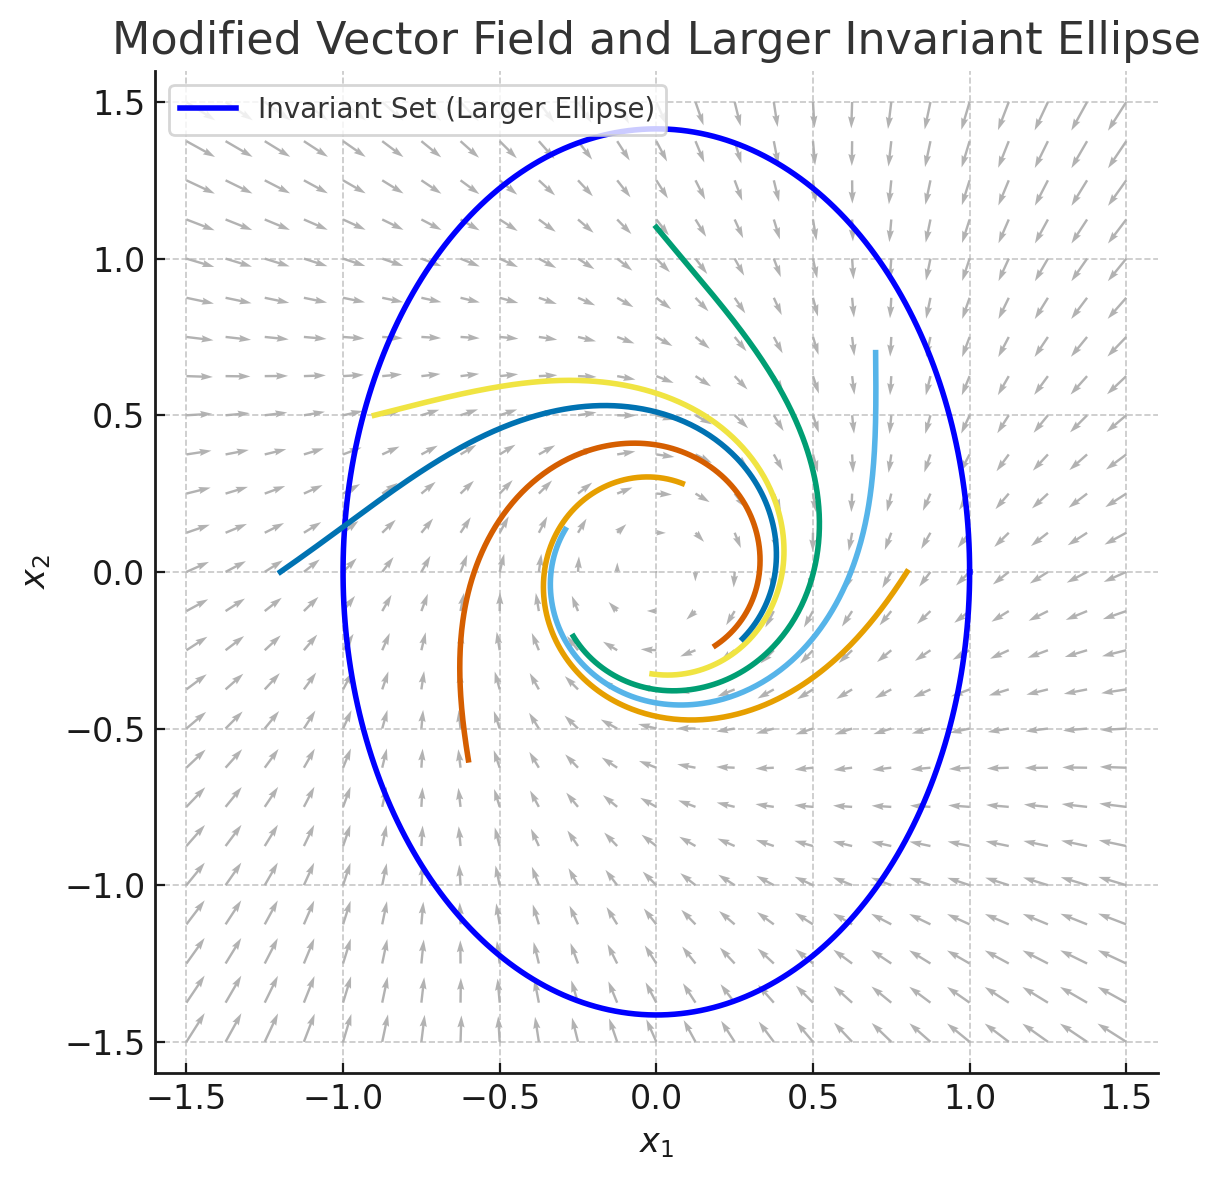 Modified Vector Field and Larger Invariant Ellipse
Invariant Set (Larger Ellipse)
1.5
1.0
0.5
0.0
−0.5
−1.0
−1.5
x₂
−1.5 −1.0 −0.5 0.0 0.5 1.0 1.5
x₁